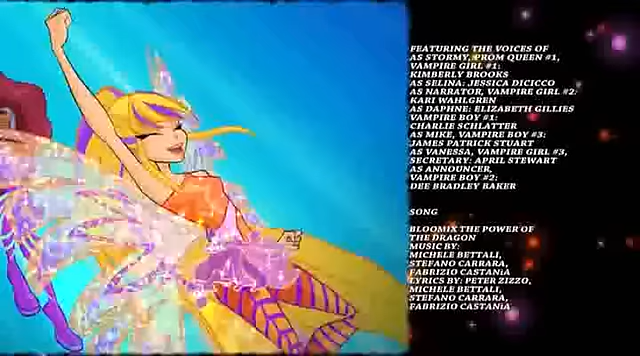 FEATURING THE VOICES OF
AS STORMY, PROM QUEEN #1,
VAMPIRE GIRL #1:
KIMBERLY BROOKS
AS SELINA: JESSICA DICICCO
AS NARRATOR, VAMPIRE GIRL #2:
KARI WAHLGREN
AS DAPHNE: ELIZABETH GILLIES
VAMPIRE BOY #1:
CHARLIE SCHLATTER
AS MIKE, VAMPIRE BOY #3:
JAMES PATRICK STUART
AS VANESSA, VAMPIRE GIRL #3,
SECRETARY: APRIL STEWART
AS ANNOUNCER,
VAMPIRE BOY #2:
DEE BRADLEY BAKER
SONG
BLOOMIX THE POWER OF
THE DRAGON
MUSIC BY:
MICHELE BETTALI,
STEFANO CARRARA,
FABRIZIO CASTANiA
LYRICS BY: PETER ZIZZO,
MICHELE BETTALI,
STEFANO CARRARA,
FABRIZIO CASTANiA